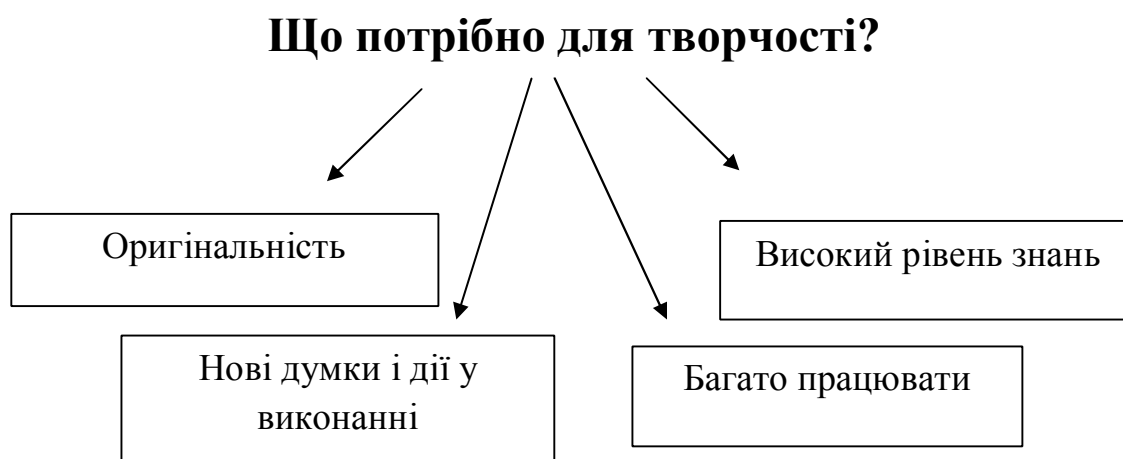 Що потрібно для творчості?
Оригінальність
Високий рівень знань
Нові думки і дії у
виконанні
Багато працювати